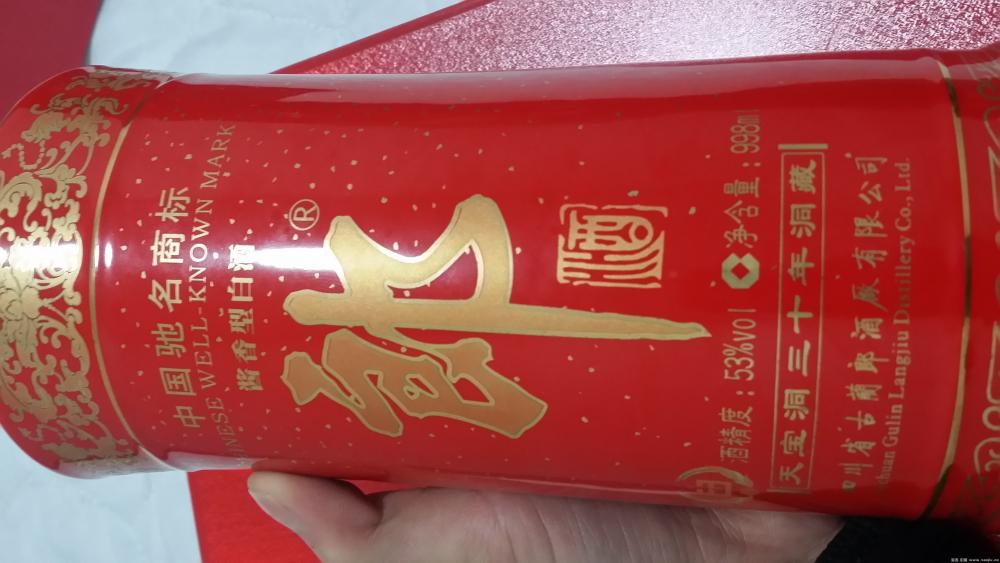 中国驰名商标
CHINESE WELL-KNOWN MARK
酱香型白酒
郎®
酒
酒精度：53%vol 净含量：998ml
天宝洞三十年洞藏
四川省古蘭郎酒厂有限公司
Sichuan Gulin Langjiu Distillery Co., Ltd.